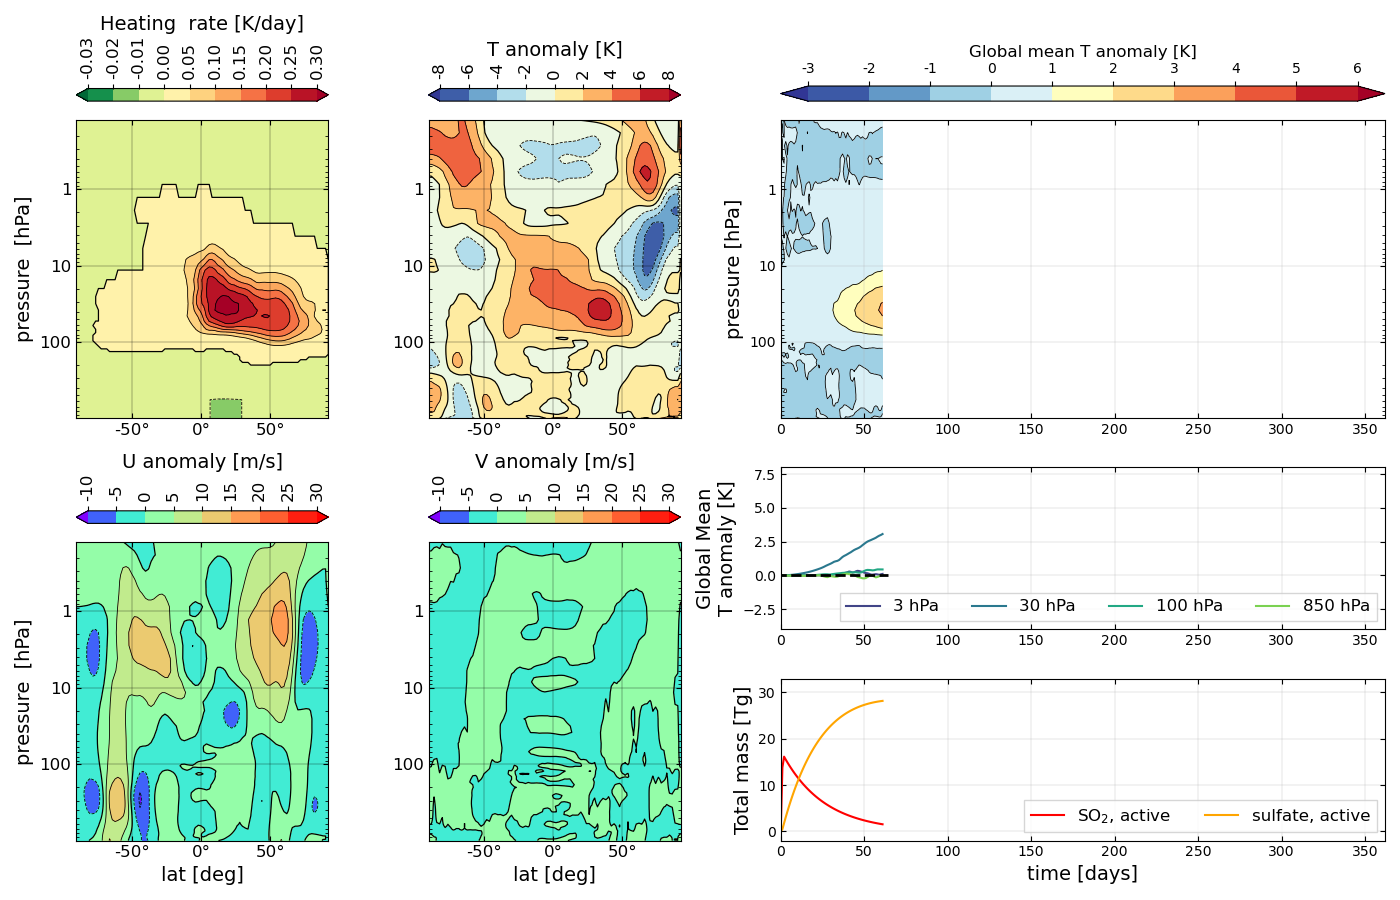 Heating  rate [K/day]
-0.03 -0.02 -0.01 0.00 0.05 0.10 0.15 0.20 0.25 0.30
pressure  [hPa]
1
10
100
-50° 0° 50°
T anomaly [K]
-8 -6 -4 -2 0 2 4 6 8
1
10
100
-50° 0° 50°
Global mean T anomaly [K]
-3 -2 -1 0 1 2 3 4 5 6
pressure  [hPa]
1
10
100
0 50 100 150 200 250 300 350
U anomaly [m/s]
-10 -5 0 5 10 15 20 25 30
pressure  [hPa]
1
10
100
-50° 0° 50°
lat [deg]
V anomaly [m/s]
-10 -5 0 5 10 15 20 25 30
1
10
100
-50° 0° 50°
lat [deg]
Global Mean
T anomaly [K]
7.5
5.0
2.5
0.0
−2.5
3 hPa 30 hPa 100 hPa 850 hPa
0 50 100 150 200 250 300 350
Total mass [Tg]
30
20
10
0
SO₂, active sulfate, active
0 50 100 150 200 250 300 350
time [days]